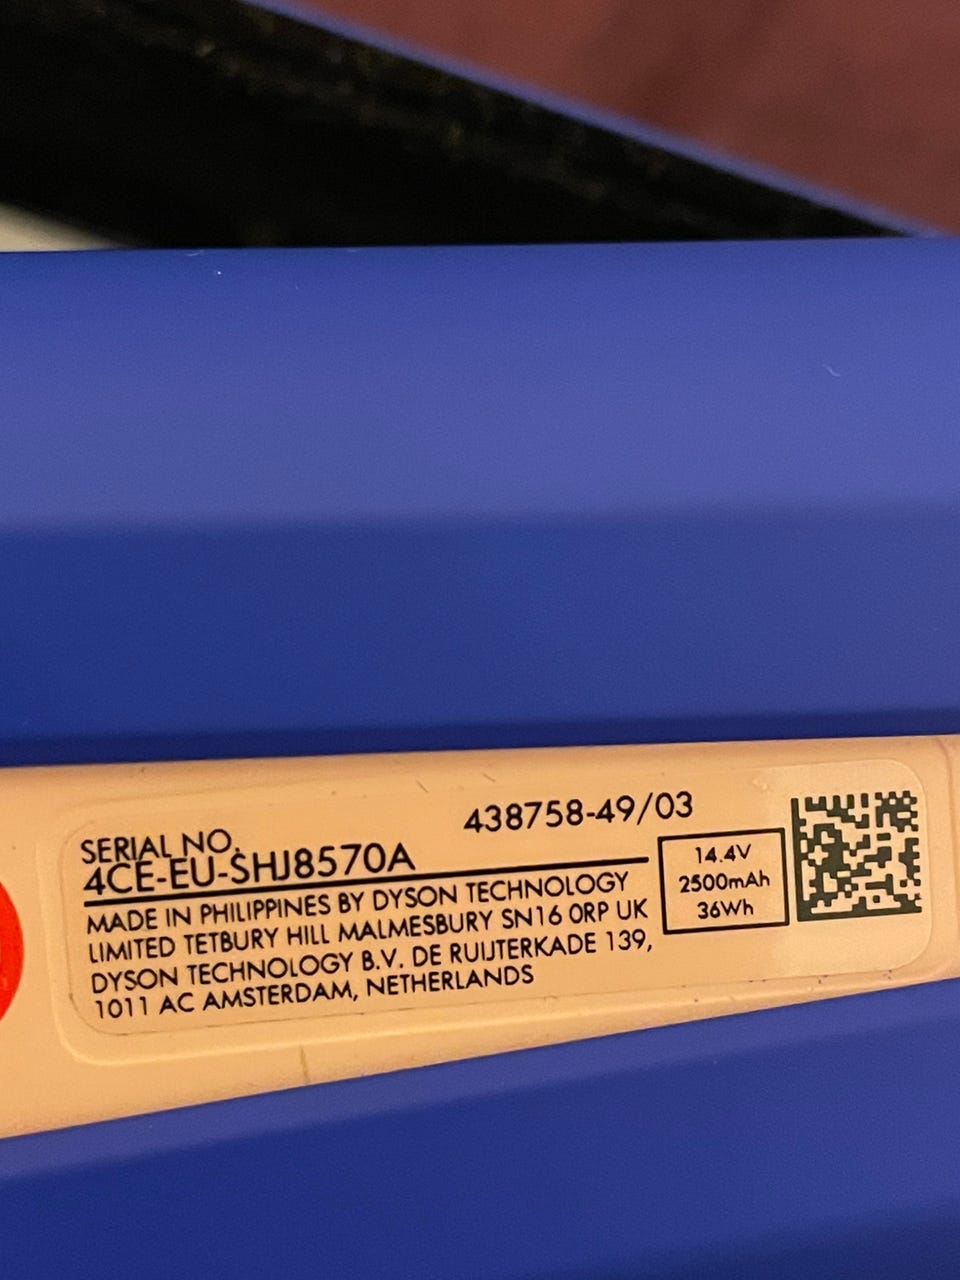 438758-49/03
SERIAL NO.
4CE-EU-SHJ8570A
MADE IN PHILIPPINES BY DYSON TECHNOLOGY
LIMITED TETBURY HILL MALMESBURY SN16 0RP UK
DYSON TECHNOLOGY B.V. DE RUIJTERKADE 139,
1011 AC AMSTERDAM, NETHERLANDS
14.4V
2500mAh
36Wh